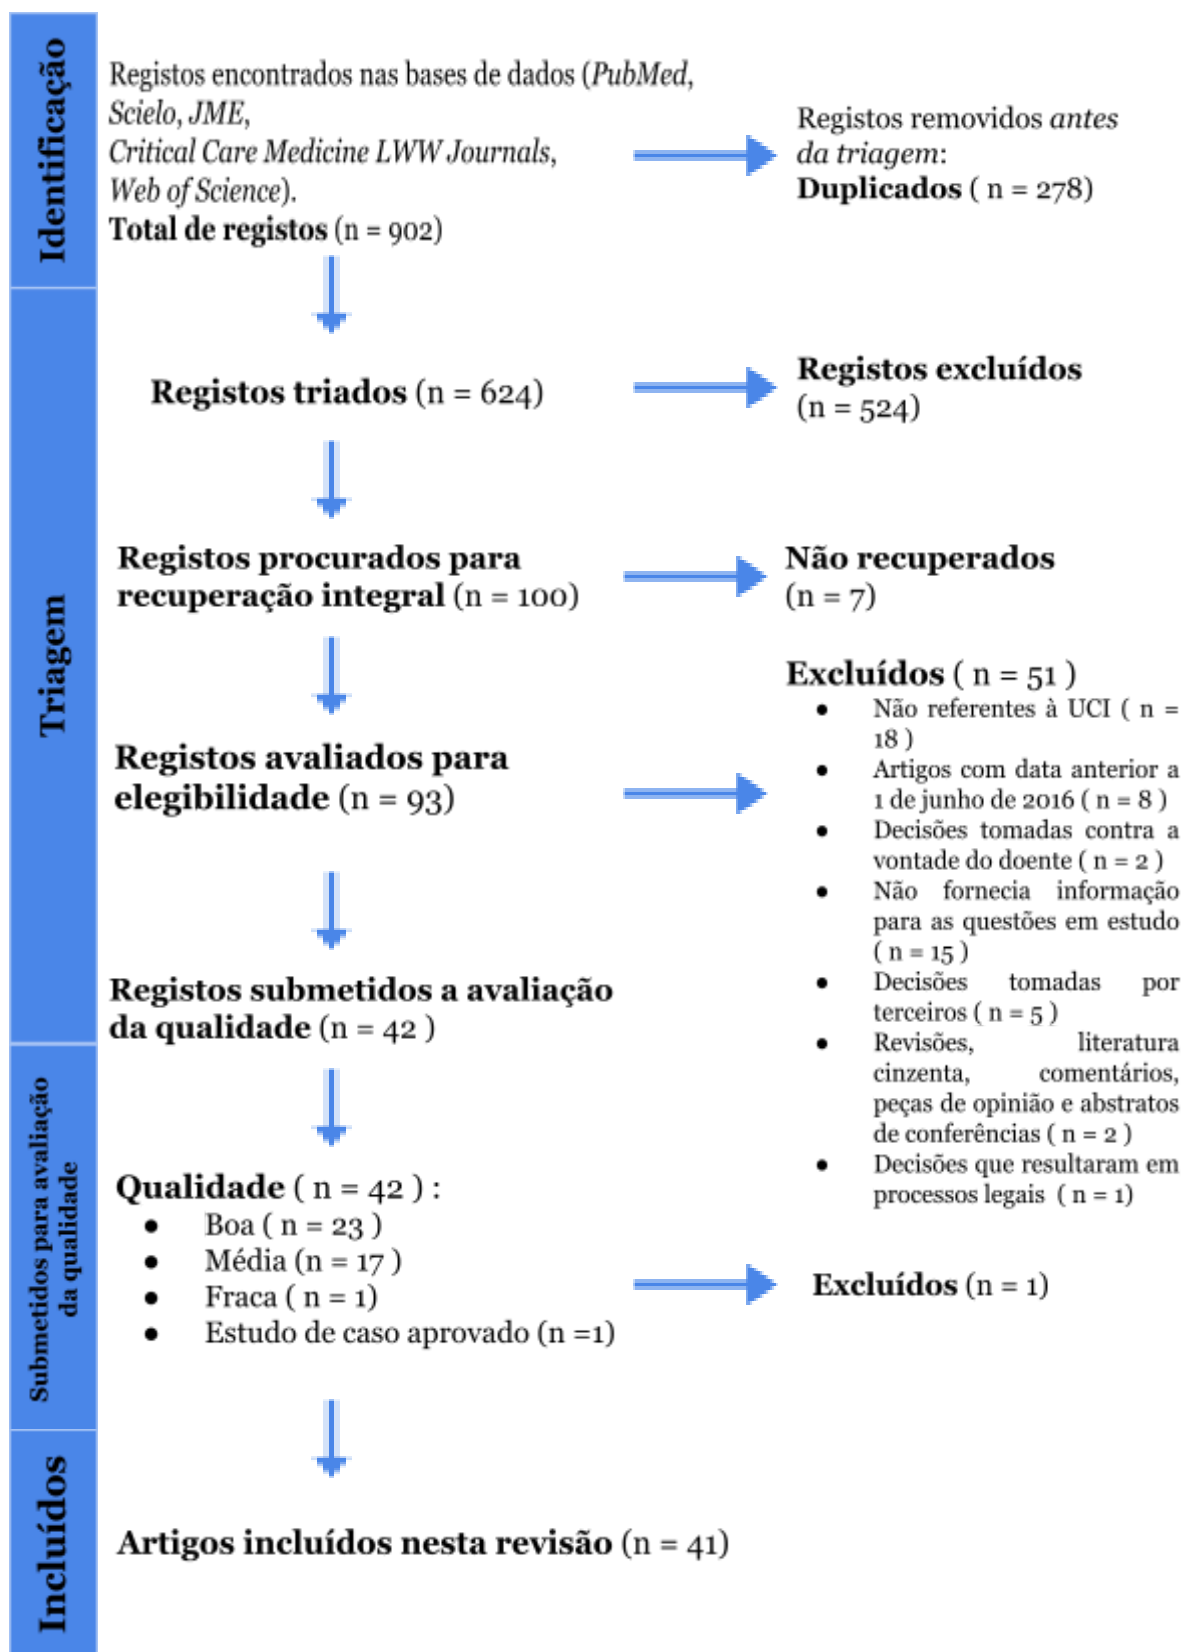 Identificação
Registos encontrados nas bases de dados (PubMed,
Scielo, JME,
Critical Care Medicine LWW Journals,
Web of Science).
Total de registos (n = 902)
Registos removidos antes
da triagem:
Duplicados ( n = 278)
Triagem
Registos triados (n = 624)
Registos excluídos
(n = 524)
Registos procurados para
recuperação integral (n = 100)
Não recuperados
(n = 7)
Registos avaliados para
elegibilidade (n = 93)
Excluídos ( n = 51 )
● Não referentes à UCI ( n =
18 )
● Artigos com data anterior a
1 de junho de 2016 ( n = 8 )
● Decisões tomadas contra a
vontade do doente ( n = 2 )
● Não fornecia informação
para as questões em estudo
( n = 15 )
● Decisões tomadas por
terceiros ( n = 5 )
● Revisões, literatura
cinzenta, comentários,
peças de opinião e abstratos
de conferências ( n = 2 )
● Decisões que resultaram em
processos legais ( n = 1)
Registos submetidos a avaliação
da qualidade (n = 42 )
Submetidos para avaliação
da qualidade
Qualidade ( n = 42 ) :
● Boa ( n = 23 )
● Média (n = 17 )
● Fraca ( n = 1)
● Estudo de caso aprovado (n =1)
Excluídos (n = 1)
Incluídos
Artigos incluídos nesta revisão (n = 41)